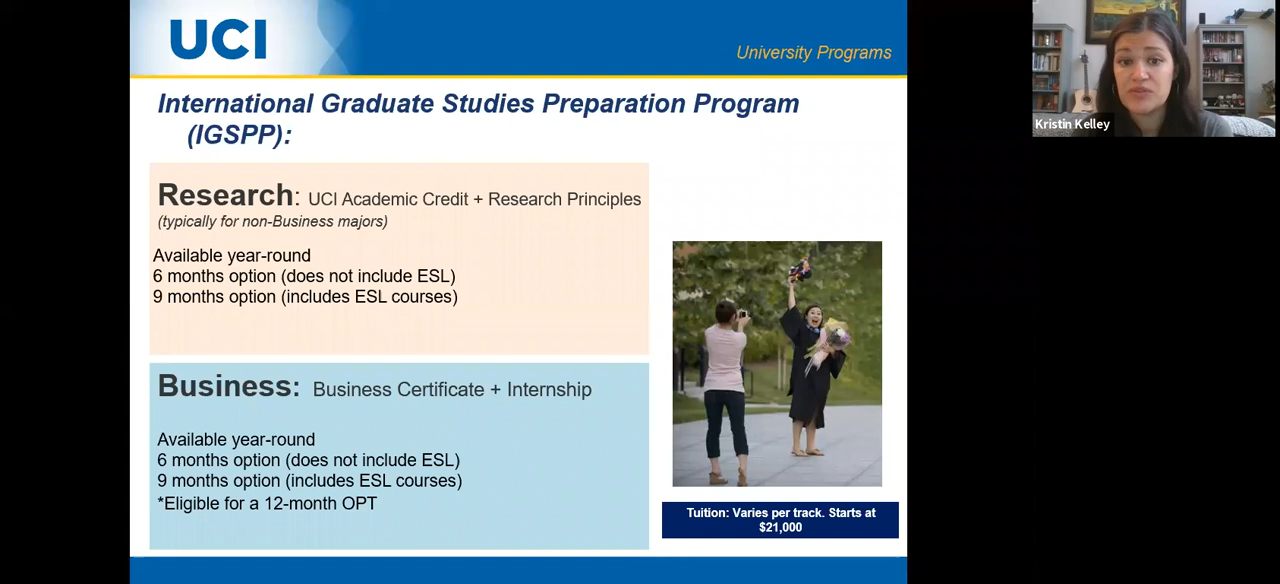 UCI
University Programs
International Graduate Studies Preparation Program
(IGSPP):
Research: UCI Academic Credit + Research Principles
(typically for non-Business majors)
Available year-round
6 months option (does not include ESL)
9 months option (includes ESL courses)
Business: Business Certificate + Internship
Available year-round
6 months option (does not include ESL)
9 months option (includes ESL courses)
*Eligible for a 12-month OPT
Tuition: Varies per track. Starts at
$21,000
Kristin Kelley